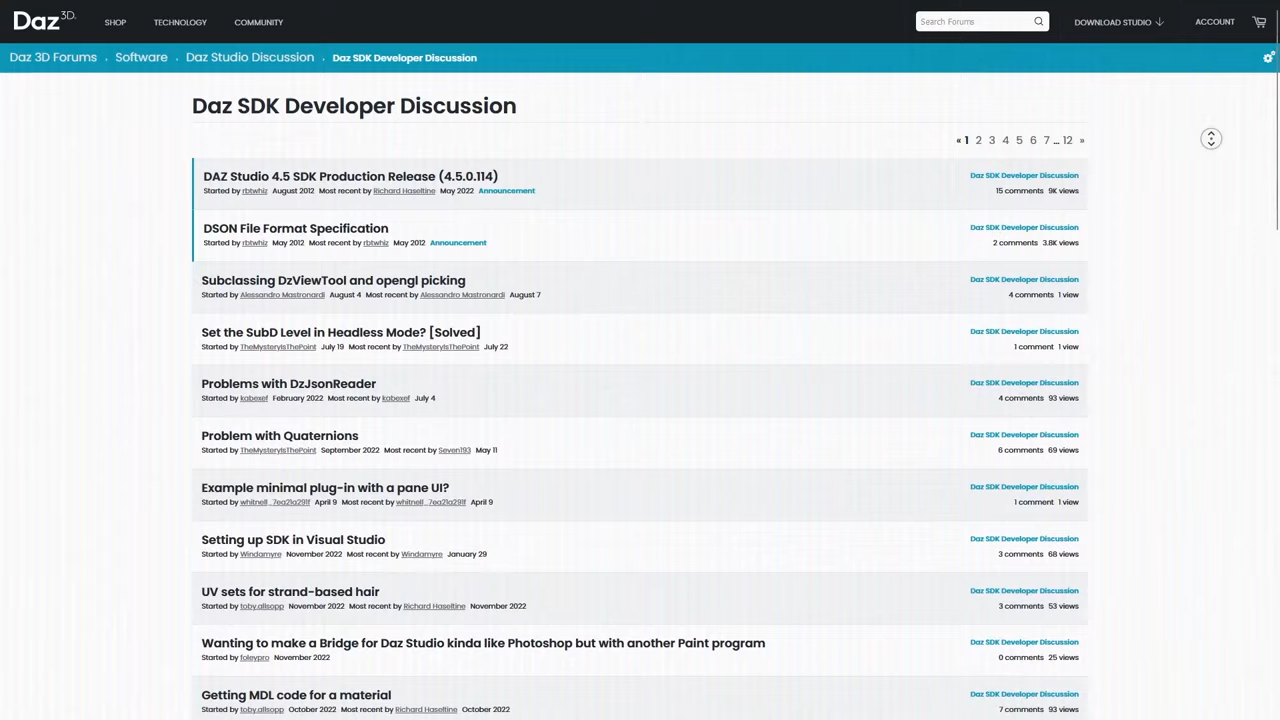 Daz 3D. SHOP TECHNOLOGY COMMUNITY Search Forums DOWNLOAD STUDIO ACCOUNT
Daz 3D Forums . Software . Daz Studio Discussion . Daz SDK Developer Discussion
Daz SDK Developer Discussion
« 1 2 3 4 5 6 7 … 12 »
DAZ Studio 4.5 SDK Production Release (4.5.0.114) Daz SDK Developer Discussion
Started by rbtwhiz August 2012 Most recent by Richard Haseltine May 2022 Announcement 15 comments 9K views
DSON File Format Specification Daz SDK Developer Discussion
Started by rbtwhiz May 2012 Most recent by rbtwhiz May 2012 Announcement 2 comments 3.8K views
Subclassing DzViewTool and opengl picking Daz SDK Developer Discussion
Started by Alessandro Mastronardi August 4 Most recent by Alessandro Mastronardi August 7 4 comments 1 view
Set the SubD Level in Headless Mode? [Solved] Daz SDK Developer Discussion
Started by TheMysteryIsThePoint July 19 Most recent by TheMysteryIsThePoint July 22 1 comment 1 view
Problems with DzJsonReader Daz SDK Developer Discussion
Started by kabexef February 2022 Most recent by kabexef July 4 4 comments 93 views
Problem with Quaternions Daz SDK Developer Discussion
Started by TheMysteryIsThePoint September 2022 Most recent by Seven193 May 11 6 comments 69 views
Example minimal plug-in with a pane UI? Daz SDK Developer Discussion
Started by whitnell_7ea21a291f April 9 Most recent by whitnell_7ea21a291f April 9 1 comment 1 view
Setting up SDK in Visual Studio Daz SDK Developer Discussion
Started by Windamyre November 2022 Most recent by Windamyre January 29 3 comments 68 views
UV sets for strand-based hair Daz SDK Developer Discussion
Started by toby.allsopp November 2022 Most recent by Richard Haseltine November 2022 3 comments 53 views
Wanting to make a Bridge for Daz Studio kinda like Photoshop but with another Paint program Daz SDK Developer Discussion
Started by foleypro November 2022 0 comments 25 views
Getting MDL code for a material Daz SDK Developer Discussion
Started by toby.allsopp October 2022 Most recent by Richard Haseltine October 2022 7 comments 93 views